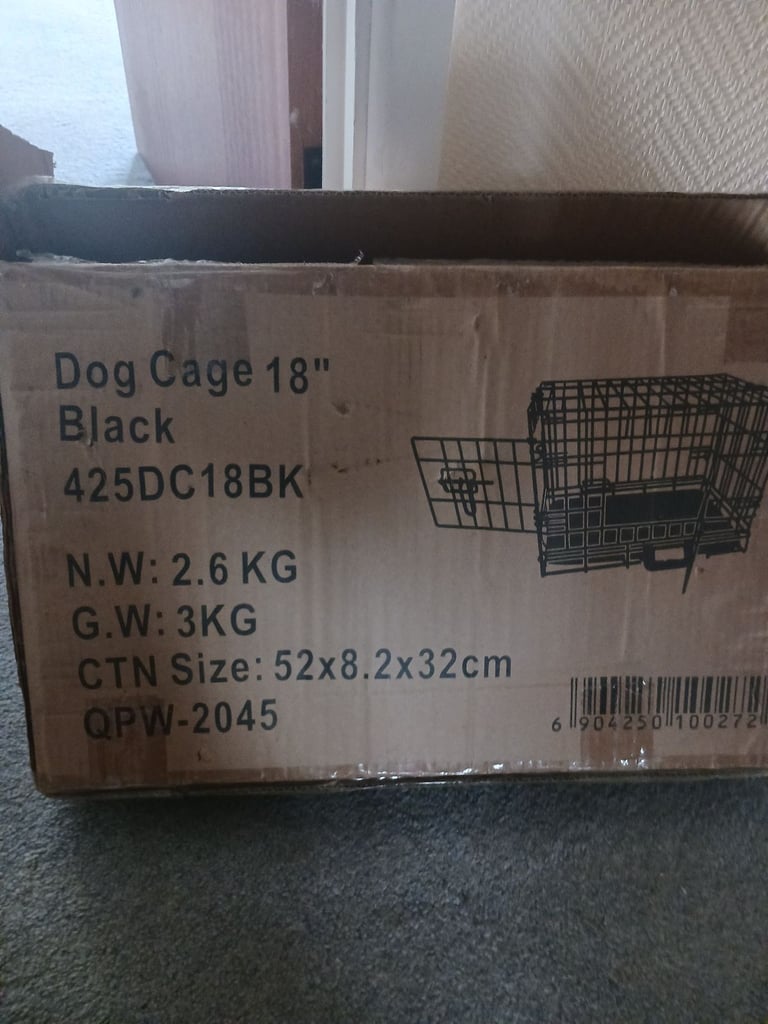 Dog Cage 18"
Black
425DC18BK
N.W: 2.6 KG
G.W: 3KG
CTN Size: 52x8.2x32cm
QPW-2045
6 904250 100272